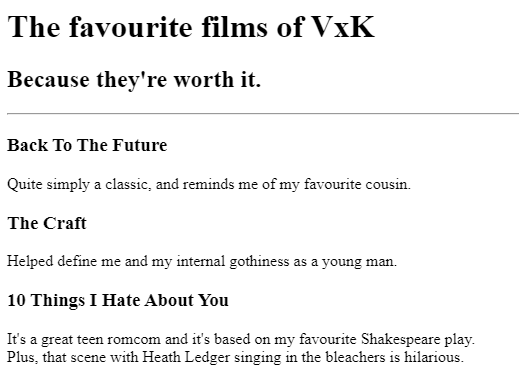 The favourite films of VxK
Because they're worth it.
Back To The Future
Quite simply a classic, and reminds me of my favourite cousin.
The Craft
Helped define me and my internal gothiness as a young man.
10 Things I Hate About You
It's a great teen romcom and it's based on my favourite Shakespeare play.
Plus, that scene with Heath Ledger singing in the bleachers is hilarious.